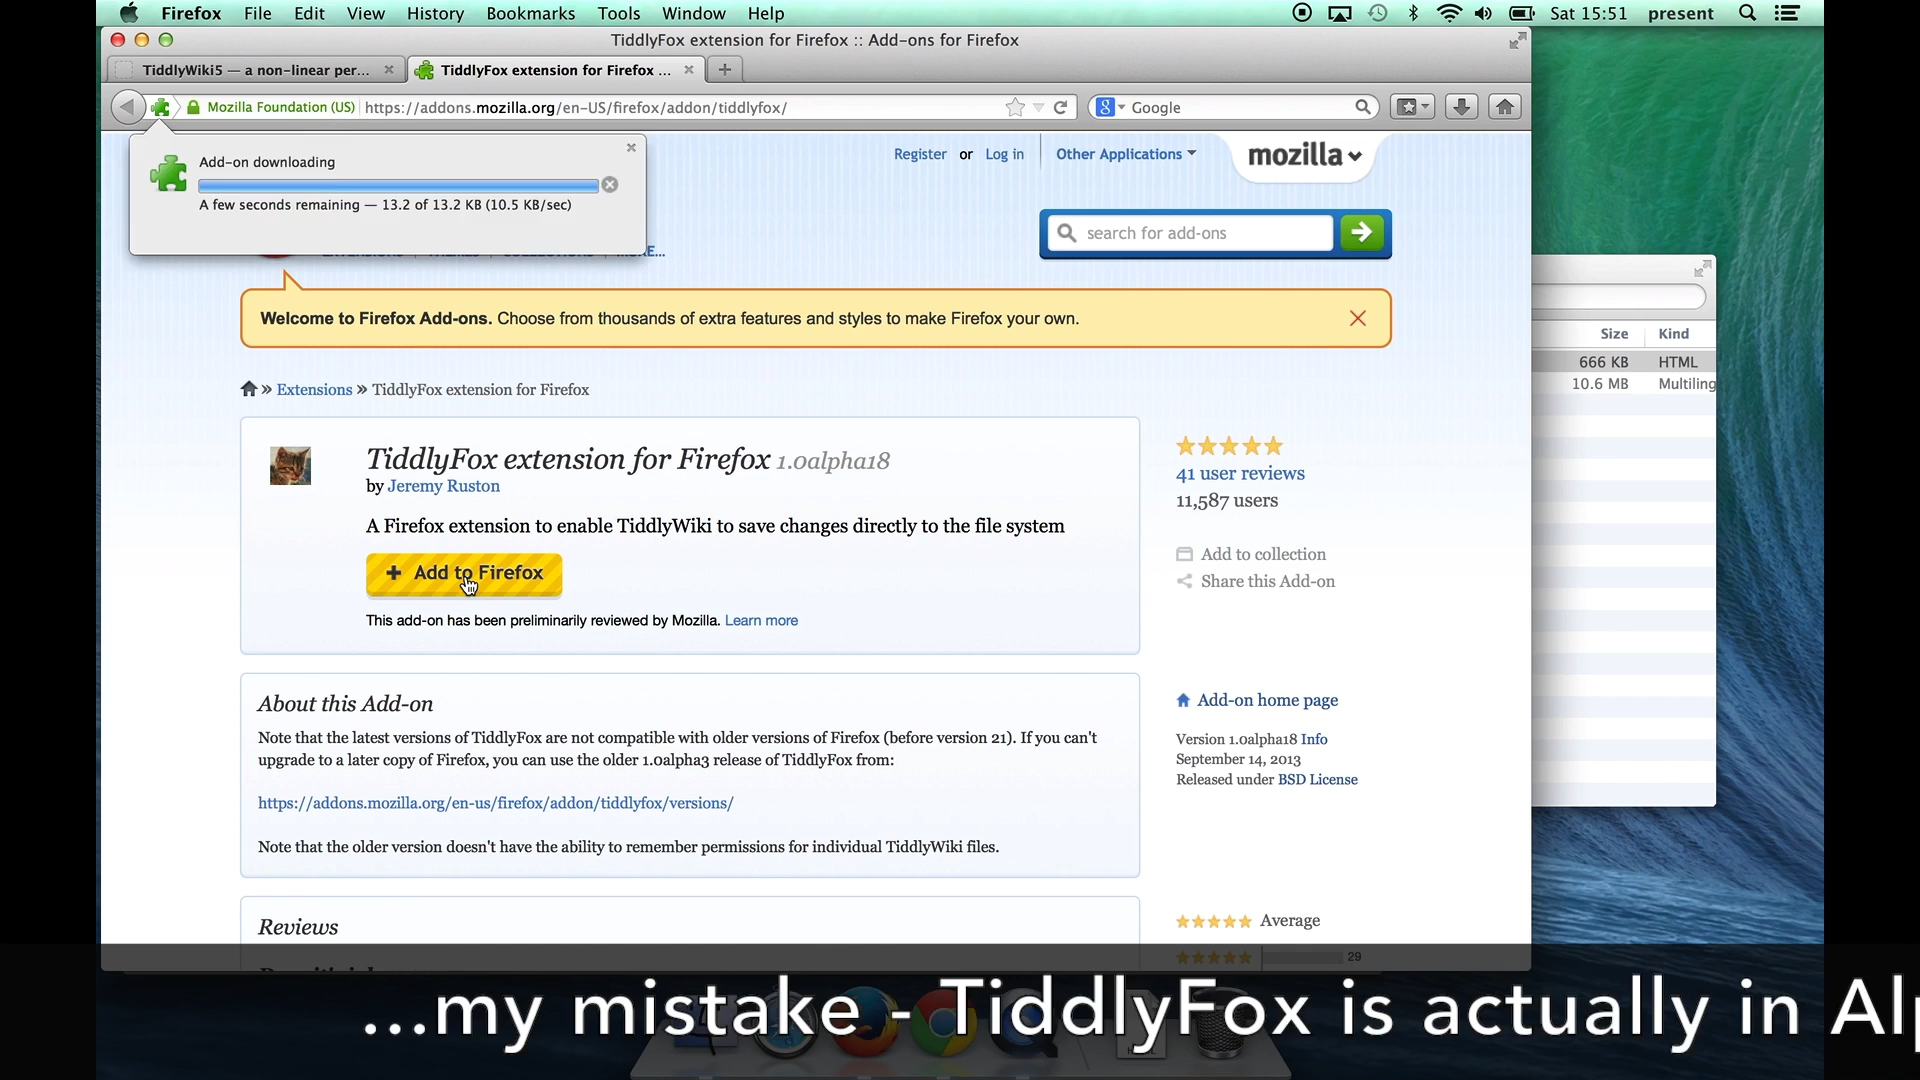 Firefox File Edit View History Bookmarks Tools Window Help Sat 15:51 present
TiddlyFox extension for Firefox :: Add-ons for Firefox
TiddlyWiki5 — a non-linear per... TiddlyFox extension for Firefox ...
Mozilla Foundation (US) https://addons.mozilla.org/en-US/firefox/addon/tiddlyfox/ Google
Add-on downloading
A few seconds remaining — 13.2 of 13.2 KB (10.5 KB/sec)
Register or Log in Other Applications mozilla
search for add-ons
Welcome to Firefox Add-ons. Choose from thousands of extra features and styles to make Firefox your own.
Size Kind
666 KB HTML
10.6 MB Multiling
» Extensions » TiddlyFox extension for Firefox
TiddlyFox extension for Firefox 1.0alpha18
by Jeremy Ruston
A Firefox extension to enable TiddlyWiki to save changes directly to the file system
+ Add to Firefox
This add-on has been preliminarily reviewed by Mozilla. Learn more
41 user reviews
11,587 users
Add to collection
Share this Add-on
About this Add-on
Note that the latest versions of TiddlyFox are not compatible with older versions of Firefox (before version 21). If you can't
upgrade to a later copy of Firefox, you can use the older 1.0alpha3 release of TiddlyFox from:
https://addons.mozilla.org/en-us/firefox/addon/tiddlyfox/versions/
Note that the older version doesn't have the ability to remember permissions for individual TiddlyWiki files.
Add-on home page
Version 1.0alpha18 Info
September 14, 2013
Released under BSD License
Reviews
Average
29
...my mistake - TiddlyFox is actually in Al